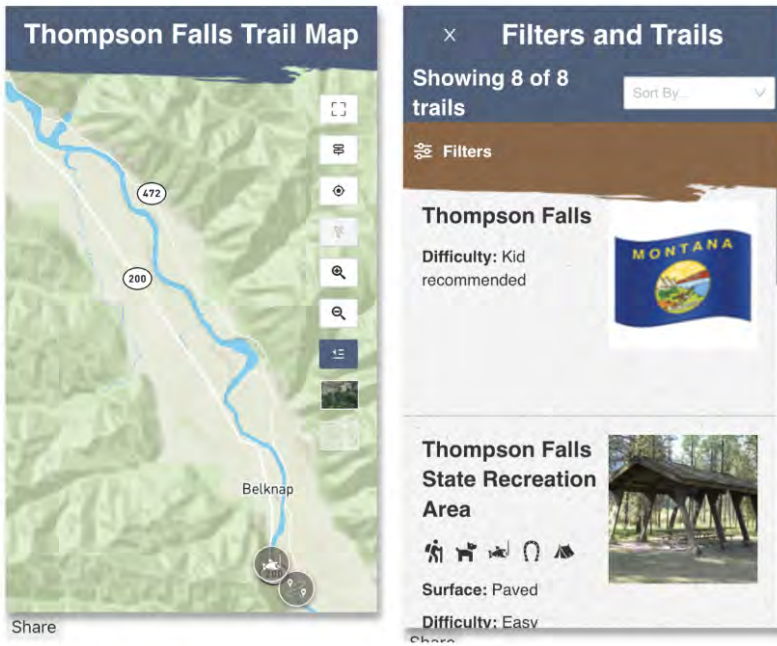 Thompson Falls Trail Map
472
200
Belknap
Share
X Filters and Trails
Showing 8 of 8
trails
Sort By...
Filters
Thompson Falls
Difficulty: Kid
recommended
MONTANA
Thompson Falls
State Recreation
Area
Surface: Paved
Difficulty: Easy
Share